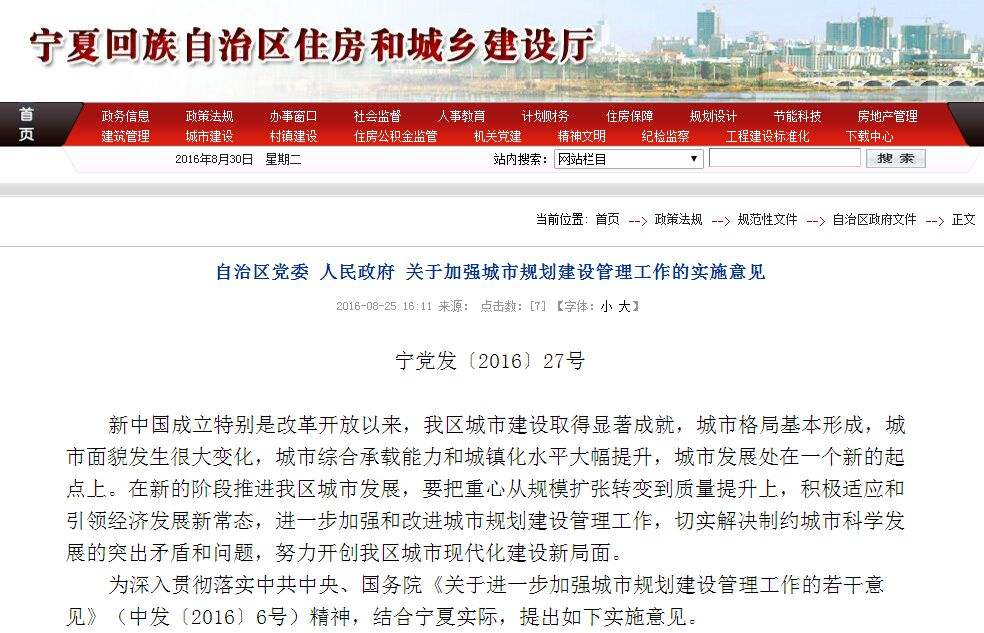 宁夏回族自治区住房和城乡建设厅
首页
政务信息 政策法规 办事窗口 社会监督 人事教育 计划财务 住房保障 规划设计 节能科技 房地产管理
建筑管理 城市建设 村镇建设 住房公积金监管 机关党建 精神文明 纪检监察 工程建设标准化 下载中心
2016年8月30日 星期二 站内搜索： 网站栏目 搜 索
当前位置：首页 --> 政策法规 --> 规范性文件 --> 自治区政府文件 --> 正文
自治区党委 人民政府 关于加强城市规划建设管理工作的实施意见
2016-08-25 16:11 来源： 点击数：[7] 【字体：小 大】
宁党发〔2016〕27号
新中国成立特别是改革开放以来，我区城市建设取得显著成就，城市格局基本形成，城
市面貌发生很大变化，城市综合承载能力和城镇化水平大幅提升，城市发展处在一个新的起
点上。在新的阶段推进我区城市发展，要把重心从规模扩张转变到质量提升上，积极适应和
引领经济发展新常态，进一步加强和改进城市规划建设管理工作，切实解决制约城市科学发
展的突出矛盾和问题，努力开创我区城市现代化建设新局面。
为深入贯彻落实中共中央、国务院《关于进一步加强城市规划建设管理工作的若干意
见》（中发〔2016〕6号）精神，结合宁夏实际，提出如下实施意见。